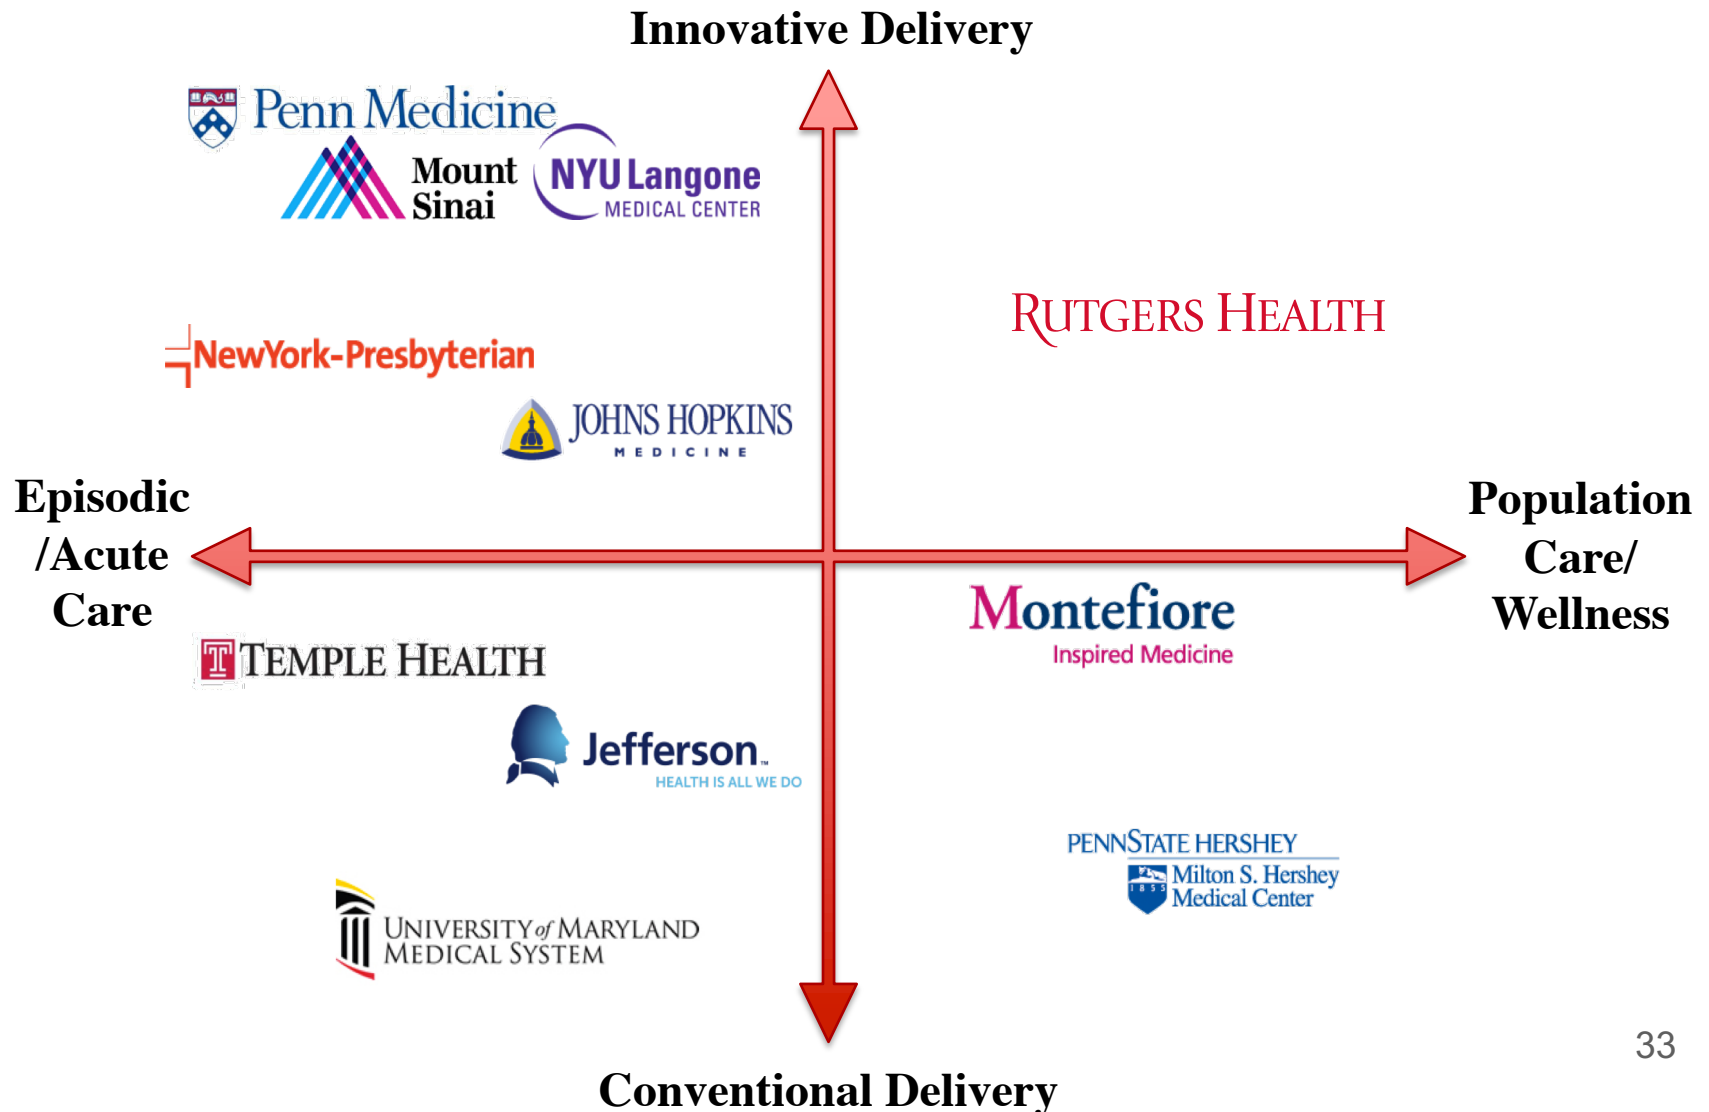 Innovative Delivery
Penn Medicine
Mount
Sinai
NYU Langone
MEDICAL CENTER
RUTGERS HEALTH
NewYork-Presbyterian
JOHNS HOPKINS
MEDICINE
Episodic
/Acute
Care
Population
Care/
Wellness
Montefiore
Inspired Medicine
TEMPLE HEALTH
Jefferson™
HEALTH IS ALL WE DO
PENNSTATE HERSHEY
1855
Milton S. Hershey
Medical Center
UNIVERSITY of MARYLAND
MEDICAL SYSTEM
33
Conventional Delivery